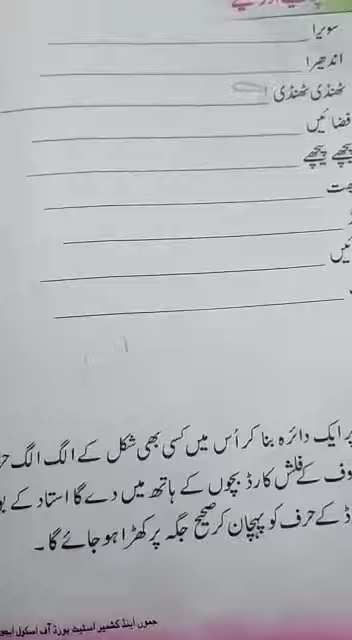 سویرا
اندھیرا
ٹھنڈی ٹھنڈی
فضائیں
پیچھے پیچھے
پر ایک دائرہ بنا کر اُس میں کسی بھی شکل کے الگ الگ
کے فلش کارڈ بچوں کے ہاتھ میں دے گا استاد کے
کے حرف کو پہچان کر صحیح جگہ پر کھڑا ہو جائے گا۔
جموں اینڈ کشمیر اسٹیٹ بورڈ آف اسکول